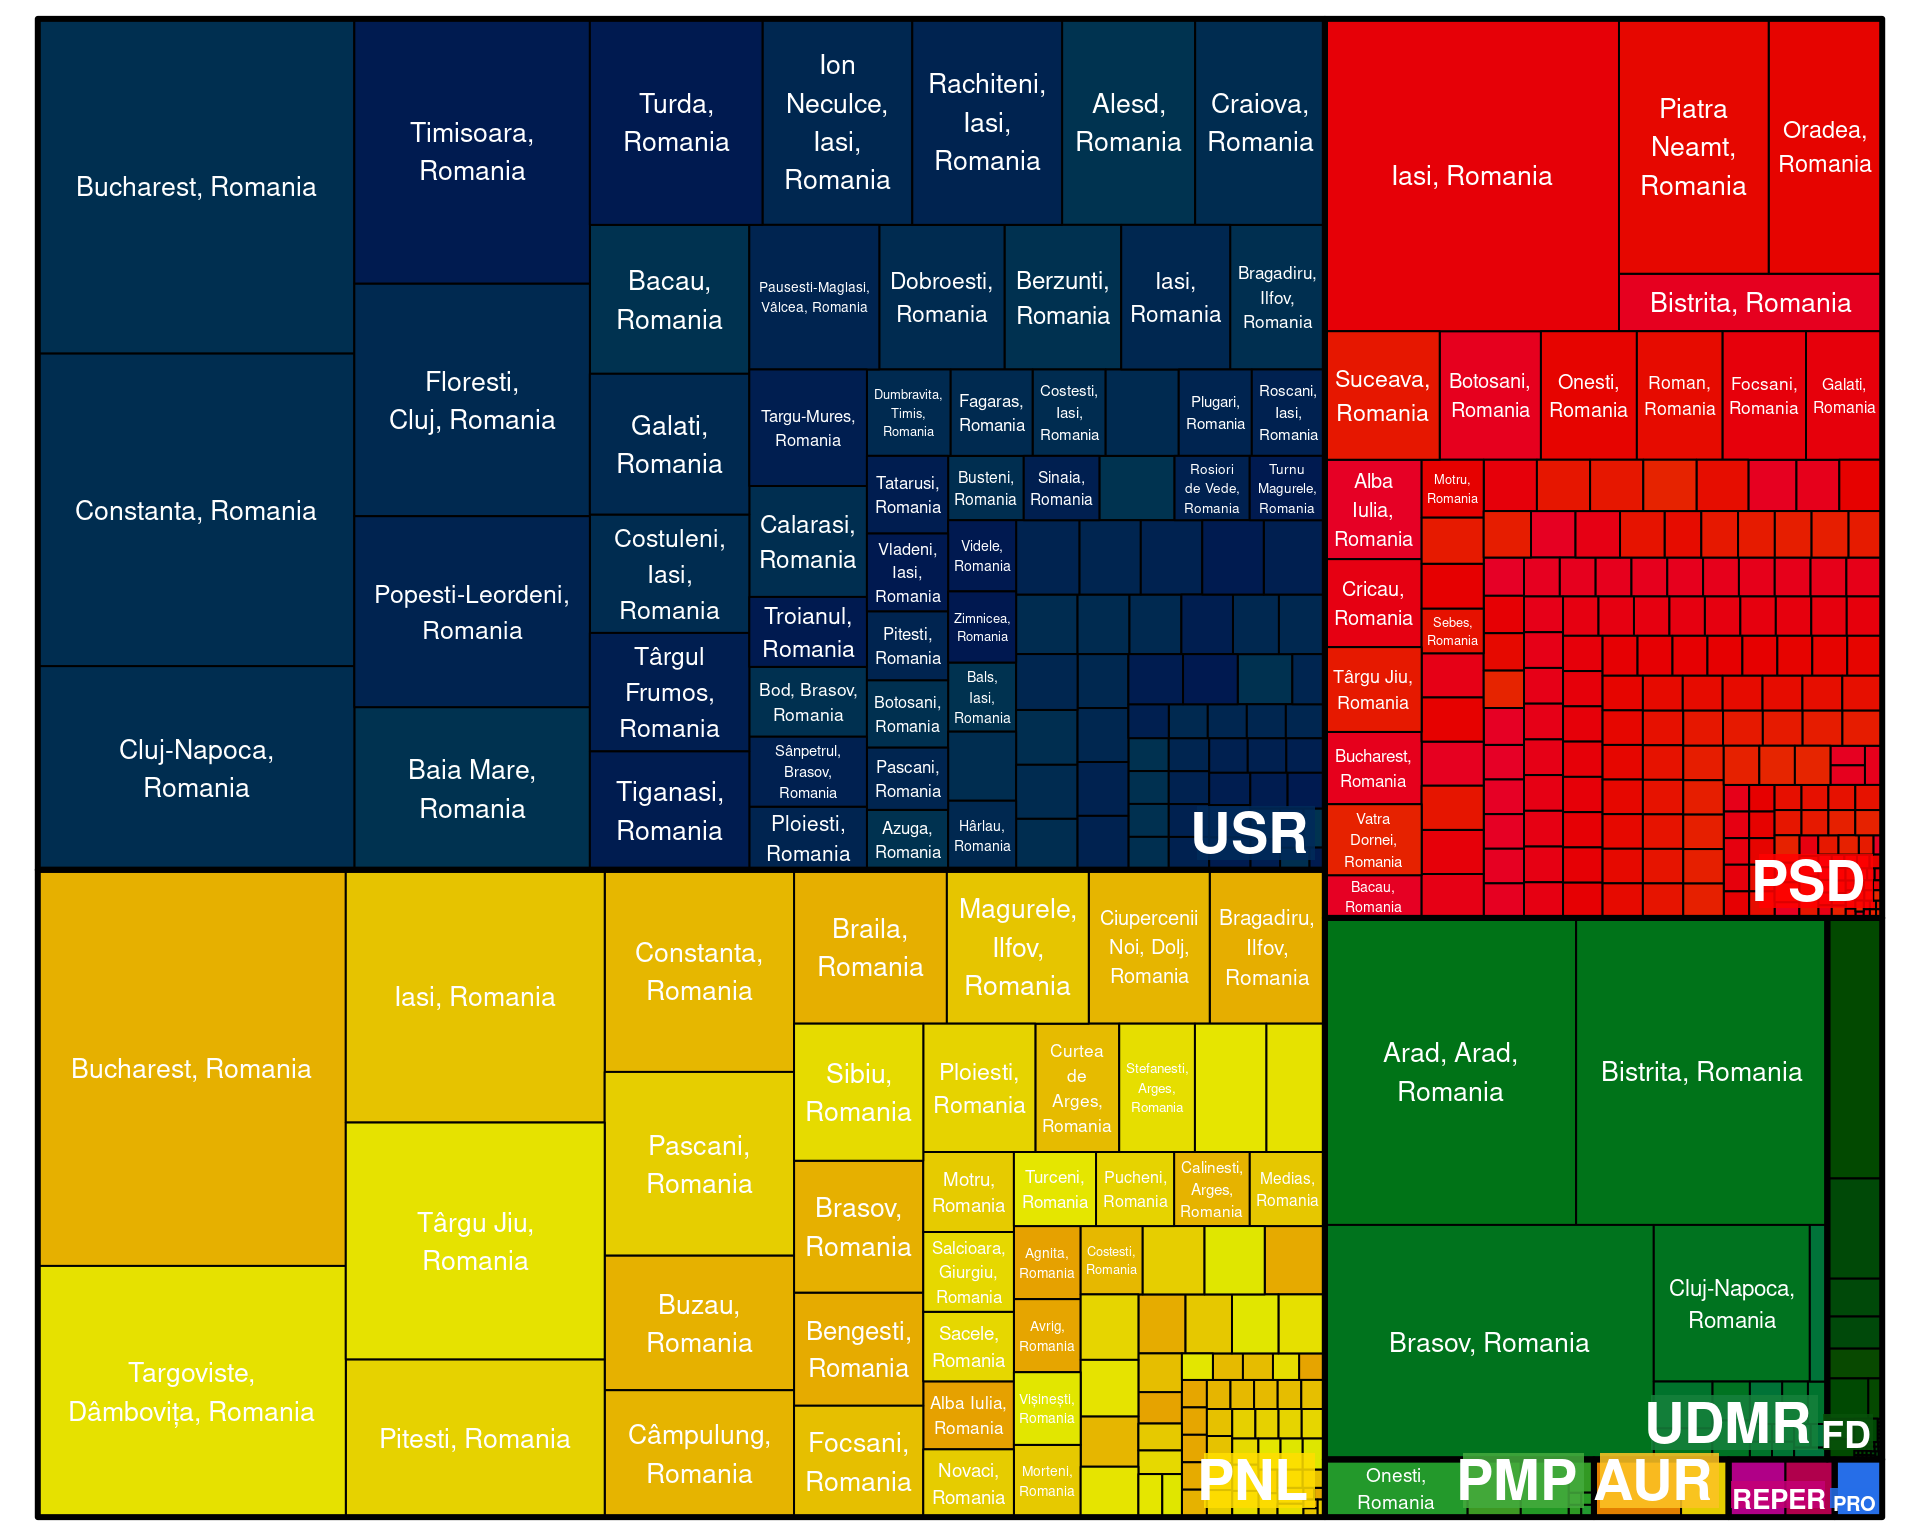 Bucharest, Romania
Constanta, Romania
Cluj-Napoca,
Romania
Timisoara,
Romania
Floresti,
Cluj, Romania
Popesti-Leordeni,
Romania
Baia Mare,
Romania
Turda,
Romania
Ion
Neculce,
Iasi,
Romania
Rachiteni,
Iasi,
Romania
Alesd,
Romania
Craiova,
Romania
Bacau,
Romania
Galati,
Romania
Costuleni,
Iasi,
Romania
Târgul
Frumos,
Romania
Tiganasi,
Romania
Pausesti-Maglasi,
Vâlcea, Romania
Dobroesti,
Romania
Berzunti,
Romania
Iasi,
Romania
Bragadiru,
Ilfov,
Romania
Targu-Mures,
Romania
Calarasi,
Romania
Troianul,
Romania
Bod, Brasov,
Romania
Sânpetrul,
Brasov,
Romania
Ploiesti,
Romania
Dumbravita,
Timis,
Romania
Fagaras,
Romania
Costesti,
Iasi,
Romania
Plugari,
Romania
Roscani,
Iasi,
Romania
Tatarusi,
Romania
Vladeni,
Iasi,
Romania
Pitesti,
Romania
Botosani,
Romania
Pascani,
Romania
Azuga,
Romania
Busteni,
Romania
Sinaia,
Romania
Rosiori
de Vede,
Romania
Turnu
Magurele,
Romania
Videle,
Romania
Zimnicea,
Romania
Bals,
Iasi,
Romania
Hârlau,
Romania
USR
Iasi, Romania
Piatra
Neamt,
Romania
Oradea,
Romania
Bistrita, Romania
Suceava,
Romania
Botosani,
Romania
Onesti,
Romania
Roman,
Romania
Focsani,
Romania
Galati,
Romania
Alba
Iulia,
Romania
Cricau,
Romania
Târgu Jiu,
Romania
Bucharest,
Romania
Vatra
Dornei,
Romania
Bacau,
Romania
Motru,
Romania
Sebes,
Romania
PSD
Bucharest, Romania
Targoviste,
Dâmbovița, Romania
Iasi, Romania
Târgu Jiu,
Romania
Pitesti, Romania
Constanta,
Romania
Pascani,
Romania
Buzau,
Romania
Câmpulung,
Romania
Braila,
Romania
Magurele,
Ilfov,
Romania
Ciupercenii
Noi, Dolj,
Romania
Bragadiru,
Ilfov,
Romania
Sibiu,
Romania
Brasov,
Romania
Bengesti,
Romania
Focsani,
Romania
Ploiesti,
Romania
Curtea
de
Arges,
Romania
Stefanesti,
Arges,
Romania
Motru,
Romania
Salcioara,
Giurgiu,
Romania
Sacele,
Romania
Alba Iulia,
Romania
Novaci,
Romania
Turceni,
Romania
Pucheni,
Romania
Calinesti,
Arges,
Romania
Medias,
Romania
Agnita,
Romania
Costesti,
Romania
Avrig,
Romania
Vișinești,
Romania
Morteni,
Romania
PNL
Arad, Arad,
Romania
Bistrita, Romania
Brasov, Romania
Cluj-Napoca,
Romania
UDMR
FD
Onesti,
Romania
PMP
AUR
REPER
PRO